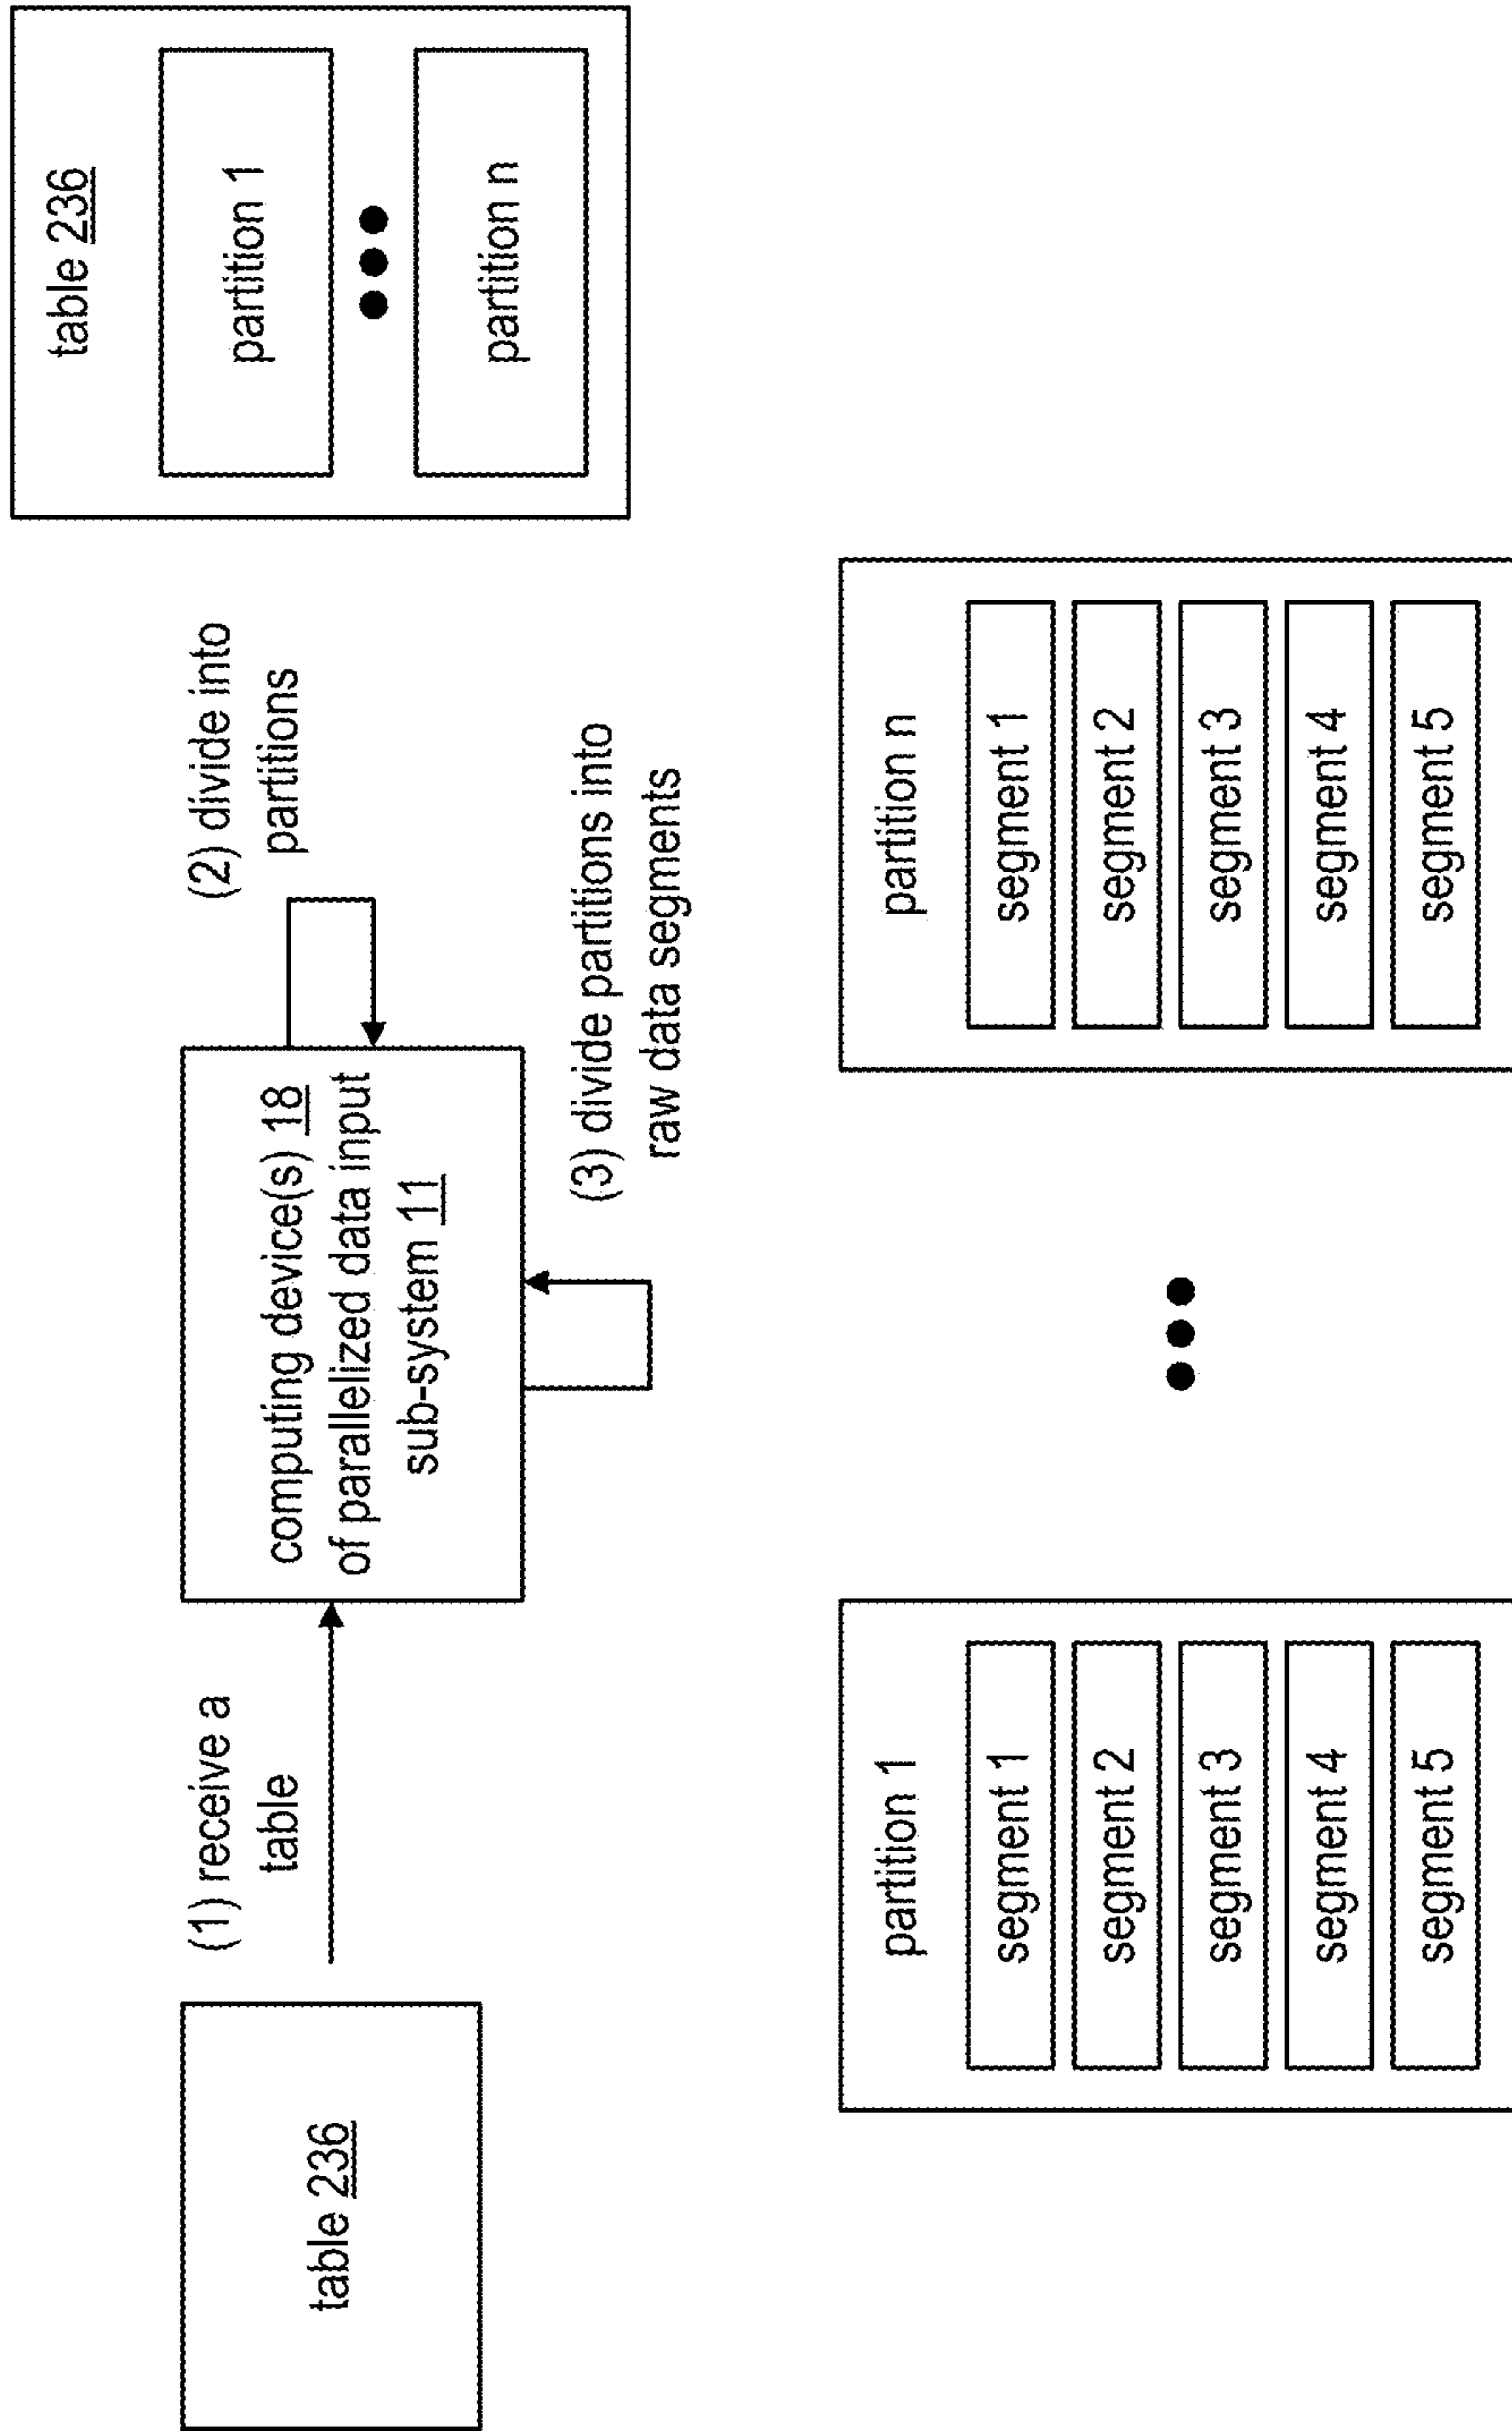 table 236
(1) receive a
table
computing device(s) 18
of parallelized data input
sub-system 11
(2) divide into
partitions
(3) divide partitions into
raw data segments
table 236
partition 1
partition n
partition 1
segment 1
segment 2
segment 3
segment 4
segment 5
partition n
segment 1
segment 2
segment 3
segment 4
segment 5